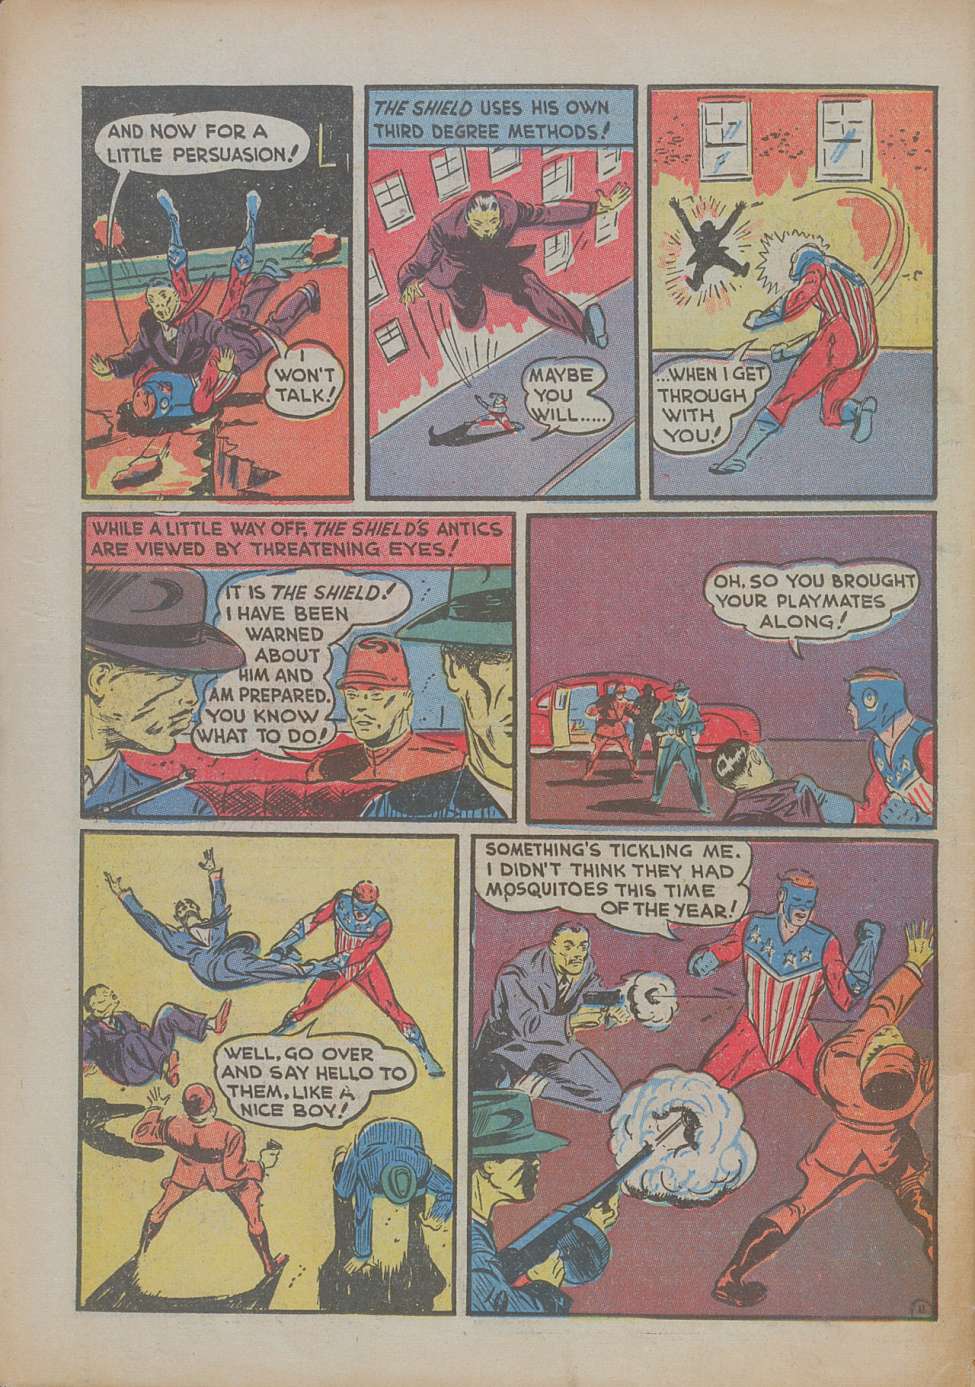 AND NOW FOR A
LITTLE PERSUASION!
I
WON'T
TALK!
THE SHIELD USES HIS OWN
THIRD DEGREE METHODS!
MAYBE
YOU
WILL.....
...WHEN I GET
THROUGH
WITH
YOU!
WHILE A LITTLE WAY OFF, THE SHIELD'S ANTICS
ARE VIEWED BY THREATENING EYES!
IT IS THE SHIELD!
I HAVE BEEN
WARNED
ABOUT
HIM AND
AM PREPARED.
YOU KNOW
WHAT TO DO!
OH, SO YOU BROUGHT
YOUR PLAYMATES
ALONG!
WELL, GO OVER
AND SAY HELLO TO
THEM, LIKE A
NICE BOY!
SOMETHING'S TICKLING ME.
I DIDN'T THINK THEY HAD
MOSQUITOES THIS TIME
OF THE YEAR!
11